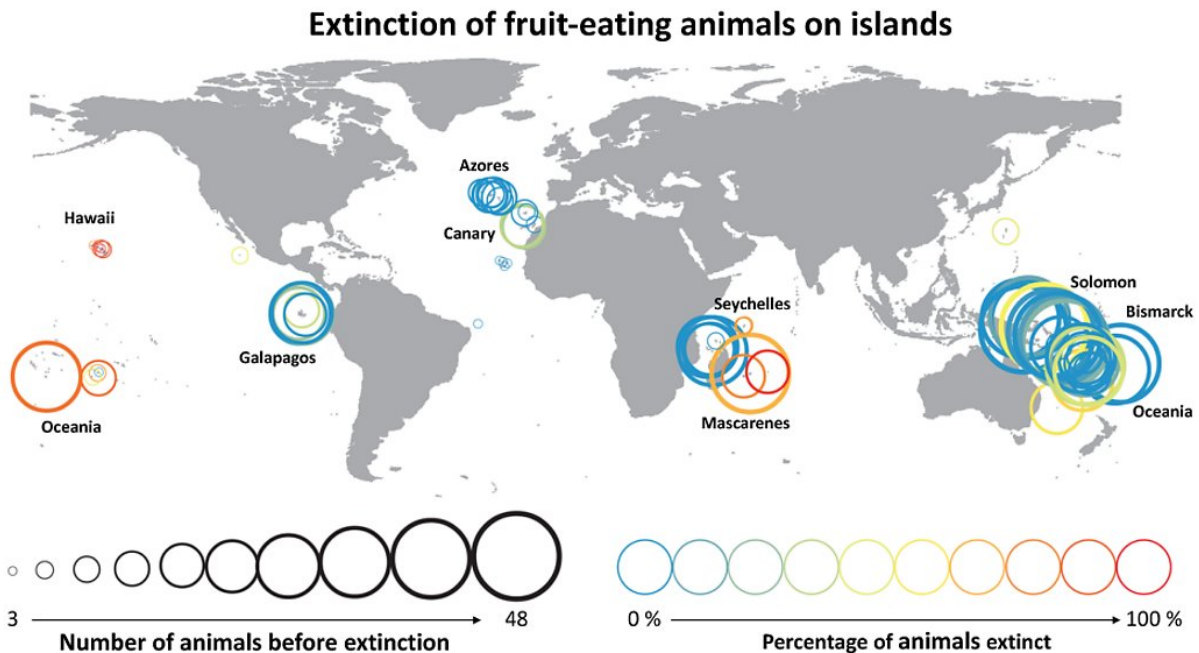 Extinction of fruit-eating animals on islands
Azores
Hawaii
Canary
Solomon
Seychelles
Bismarck
Galapagos
Oceania
Mascarenes
Oceania
3
48
0 %
100 %
Number of animals before extinction
Percentage of animals extinct